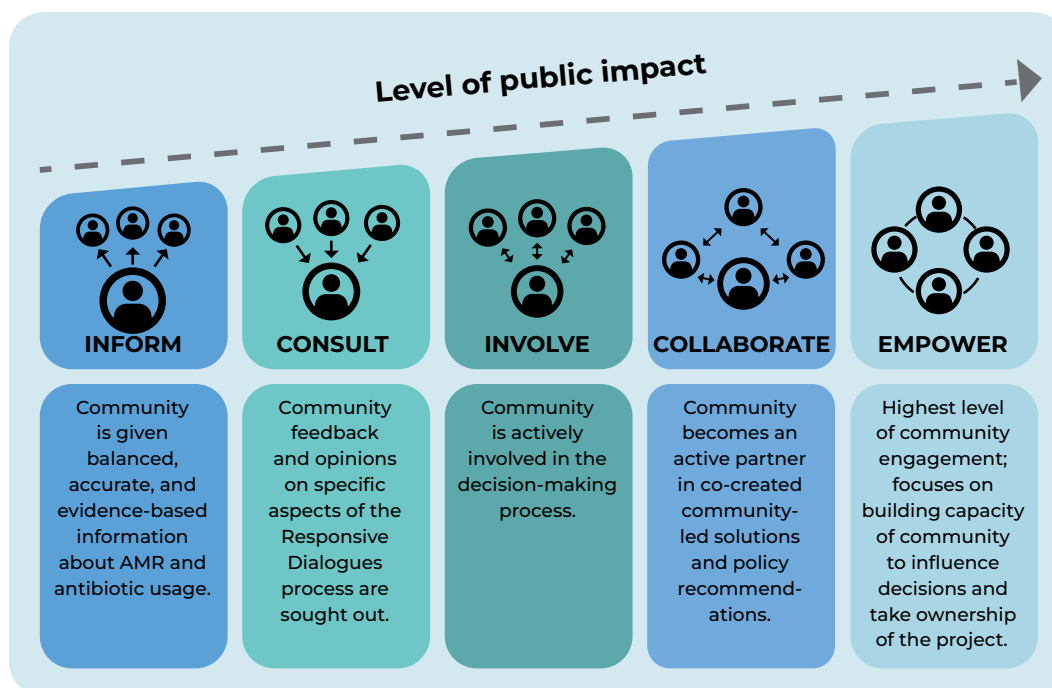 Level of public impact
INFORM
Community
is given
balanced,
accurate, and
evidence-based
information
about AMR and
antibiotic usage.
CONSULT
Community
feedback
and opinions
on specific
aspects of the
Responsive
Dialogues
process are
sought out.
INVOLVE
Community
is actively
involved in the
decision-making
process.
COLLABORATE
Community
becomes an
active partner
in co-created
community-
led solutions
and policy
recommend-
ations.
EMPOWER
Highest level
of community
engagement;
focuses on
building capacity
of community
to influence
decisions and
take ownership
of the project.